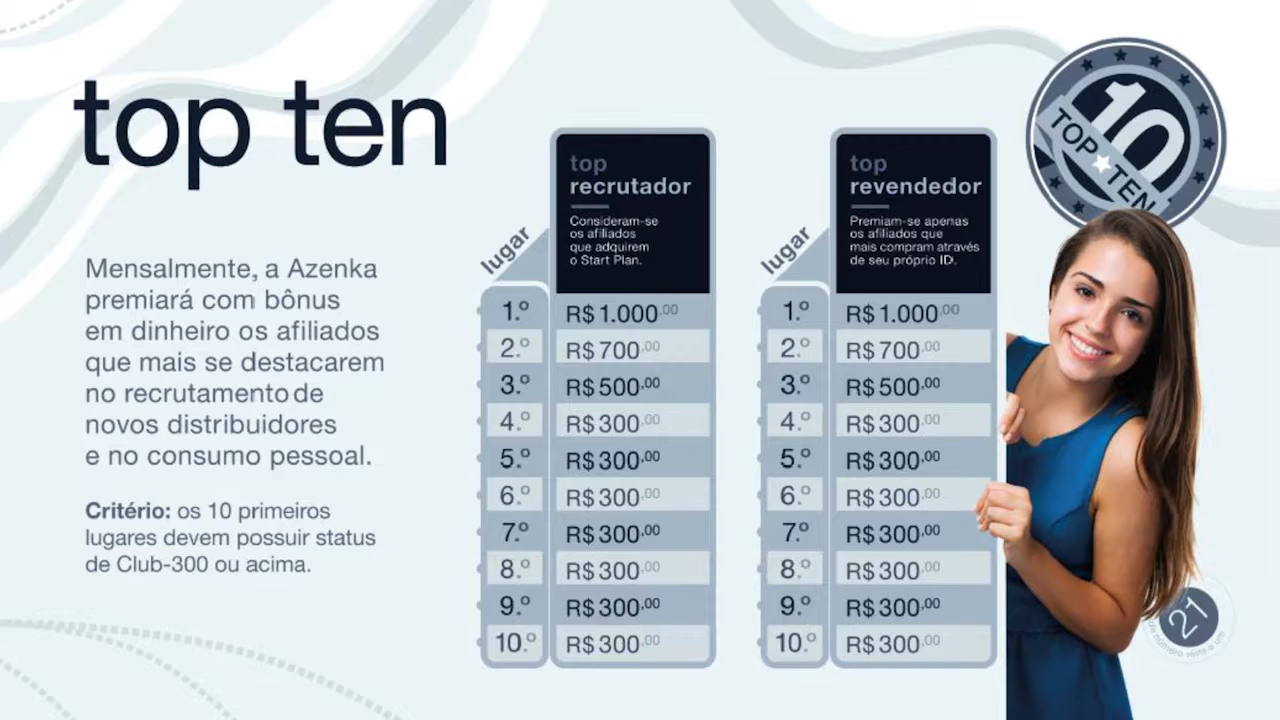 top ten
Mensalmente, a Azenka
premiará com bônus
em dinheiro os afiliados
que mais se destacarem
no recrutamento de
novos distribuidores
e no consumo pessoal.
Critério: os 10 primeiros
lugares devem possuir status
de Club-300 ou acima.
lugar
top
recrutador
Consideram-se
os afiliados
que adquirem
o Start Plan.
1.º R$ 1.000,00
2.º R$ 700,00
3.º R$ 500,00
4.º R$ 300,00
5.º R$ 300,00
6.º R$ 300,00
7.º R$ 300,00
8.º R$ 300,00
9.º R$ 300,00
10.º R$ 300,00
lugar
top
revendedor
Premiam-se apenas
os afiliados que
mais compram através
de seu próprio ID.
1.º R$ 1.000,00
2.º R$ 700,00
3.º R$ 500,00
4.º R$ 300,00
5.º R$ 300,00
6.º R$ 300,00
7.º R$ 300,00
8.º R$ 300,00
9.º R$ 300,00
10.º R$ 300,00
10
TOP TEN
21
número vinte e um